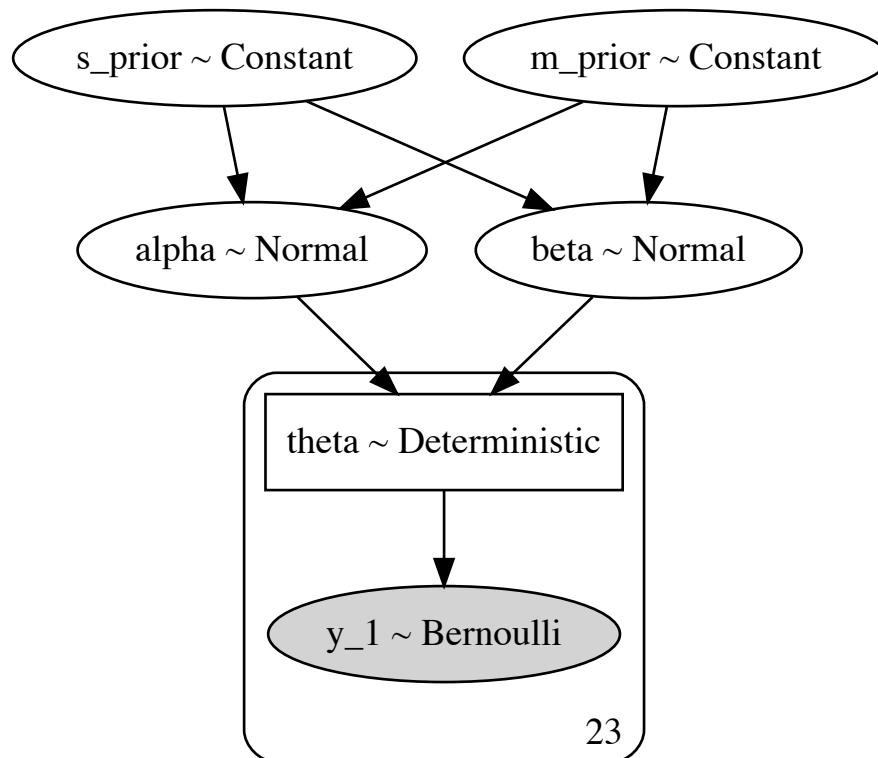 s_prior ~ Constant
m_prior ~ Constant
alpha ~ Normal
beta ~ Normal
theta ~ Deterministic
y_1 ~ Bernoulli
23